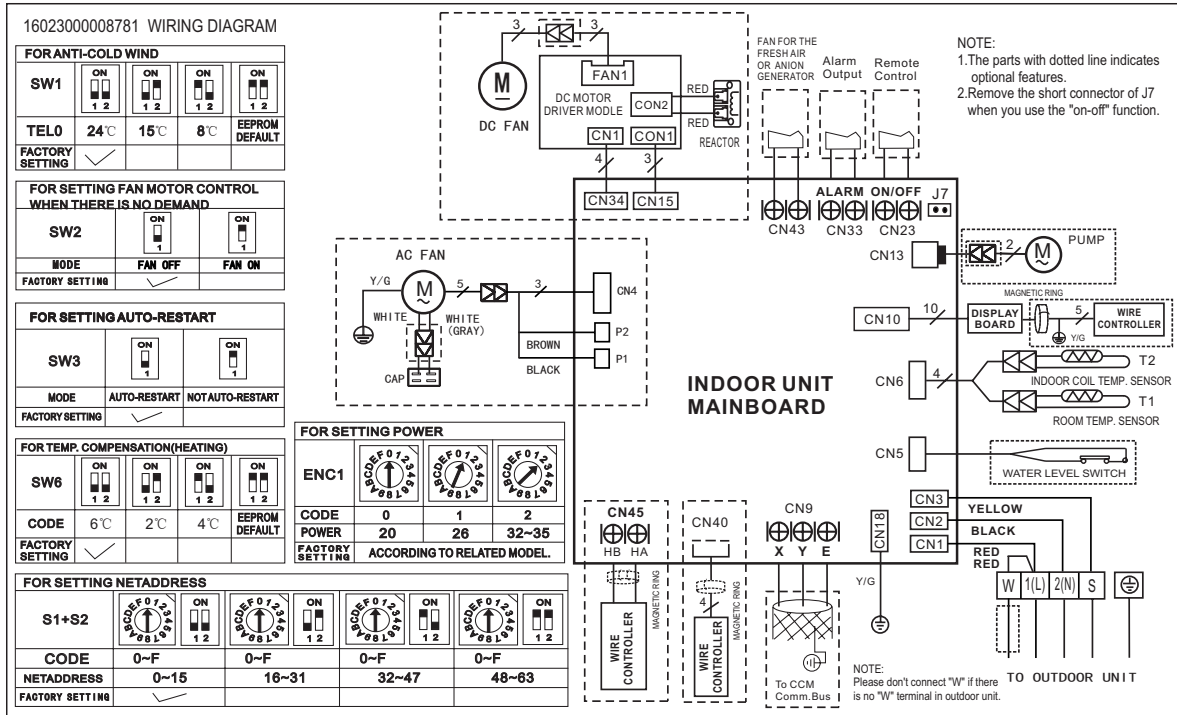 16023000008781 WIRING DIAGRAM
FOR ANTI-COLD WIND
SW1
ON
1 2
ON
1 2
ON
1 2
ON
1 2
TEL0 24℃ 15℃ 8℃ EEPROM DEFAULT
FACTORY SETTING
FOR SETTING FAN MOTOR CONTROL
WHEN THERE IS NO DEMAND
SW2
ON
1
ON
1
MODE FAN OFF FAN ON
FACTORY SETTING
FOR SETTING AUTO-RESTART
SW3
ON
1
ON
1
MODE AUTO-RESTART NOT AUTO-RESTART
FACTORY SETTING
FOR TEMP. COMPENSATION(HEATING)
SW6
ON
1 2
ON
1 2
ON
1 2
ON
1 2
CODE 6℃ 2℃ 4℃ EEPROM DEFAULT
FACTORY SETTING
FOR SETTING POWER
ENC1
0123456789ABCDEF
0123456789ABCDEF
0123456789ABCDEF
CODE 0 1 2
POWER 20 26 32~35
FACTORY SETTING ACCORDING TO RELATED MODEL.
FOR SETTING NETADDRESS
S1+S2
0123456789ABCDEF
ON
1 2
0123456789ABCDEF
ON
1 2
0123456789ABCDEF
ON
1 2
0123456789ABCDEF
ON
1 2
CODE 0~F 0~F 0~F 0~F
NETADDRESS 0~15 16~31 32~47 48~63
FACTORY SETTING
3
3
M
DC FAN
FAN1
DC MOTOR
DRIVER MODLE
CON2
RED
RED
REACTOR
CN1
CON1
4
3
CN34
CN15
FAN FOR THE
FRESH AIR
OR ANION
GENERATOR
Alarm
Output
Remote
Control
NOTE:
1.The parts with dotted line indicates
optional features.
2.Remove the short connector of J7
when you use the "on-off" function.
ALARM ON/OFF J7
CN43 CN33 CN23
AC FAN
Y/G
M
~
5
3
CN4
WHITE
WHITE
(GRAY)
BROWN
P2
BLACK
P1
CAP
CN13
2
M
~
PUMP
MAGNETIC RING
CN10
10
DISPLAY
BOARD
5
Y/G
WIRE
CONTROLLER
CN6
4
T2
INDOOR COIL TEMP. SENSOR
T1
ROOM TEMP. SENSOR
INDOOR UNIT
MAINBOARD
CN5
WATER LEVEL SWITCH
CN45
HB HA
MAGNETIC RING
WIRE
CONTROLLER
CN40
4
MAGNETIC RING
WIRE
CONTROLLER
CN9
X Y E
To CCM
Comm.Bus
CN18
Y/G
CN3
YELLOW
CN2
BLACK
CN1
RED
RED
W 1(L) 2(N) S
TO OUTDOOR UNIT
NOTE:
Please don't connect "W" if there
is no "W" terminal in outdoor unit.